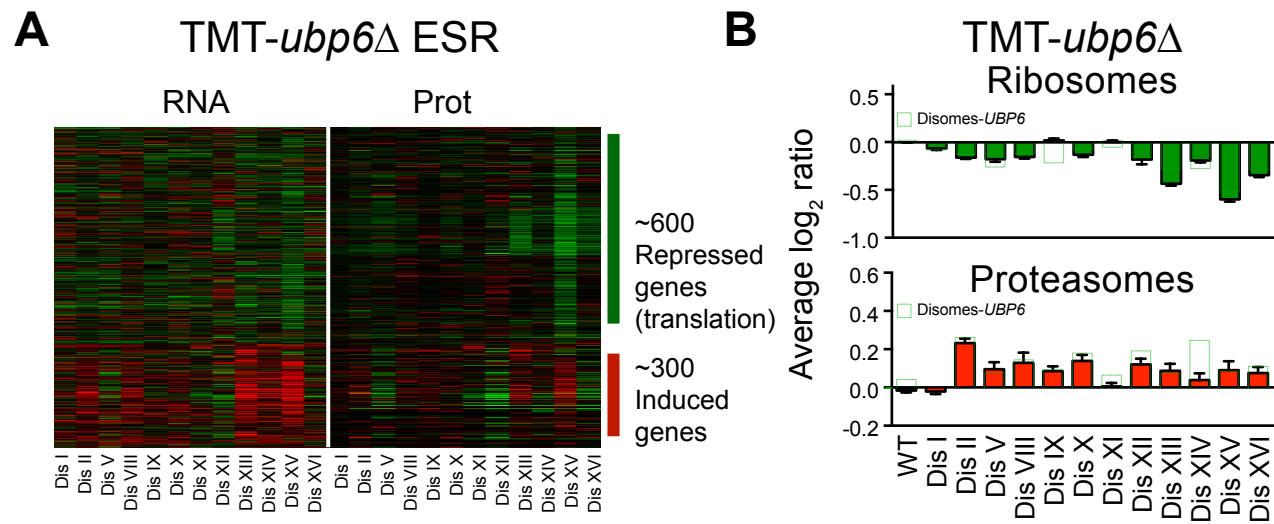 A
TMT-ubp6Δ ESR
RNA
Prot
~600
Repressed
genes
(translation)
~300
Induced
genes
Dis I
Dis II
Dis V
Dis VIII
Dis IX
Dis X
Dis XI
Dis XII
Dis XIII
Dis XIV
Dis XV
Dis XVI
Dis I
Dis II
Dis V
Dis VIII
Dis IX
Dis X
Dis XI
Dis XII
Dis XIII
Dis XIV
Dis XV
Dis XVI
B
TMT-ubp6Δ
Ribosomes
Disomes-UBP6
0.5
0.0
-0.5
-1.0
Average log2 ratio
Proteasomes
Disomes-UBP6
0.6
0.4
0.2
0.0
-0.2
WT
Dis I
Dis II
Dis V
Dis VIII
Dis IX
Dis X
Dis XI
Dis XII
Dis XIII
Dis XIV
Dis XV
Dis XVI